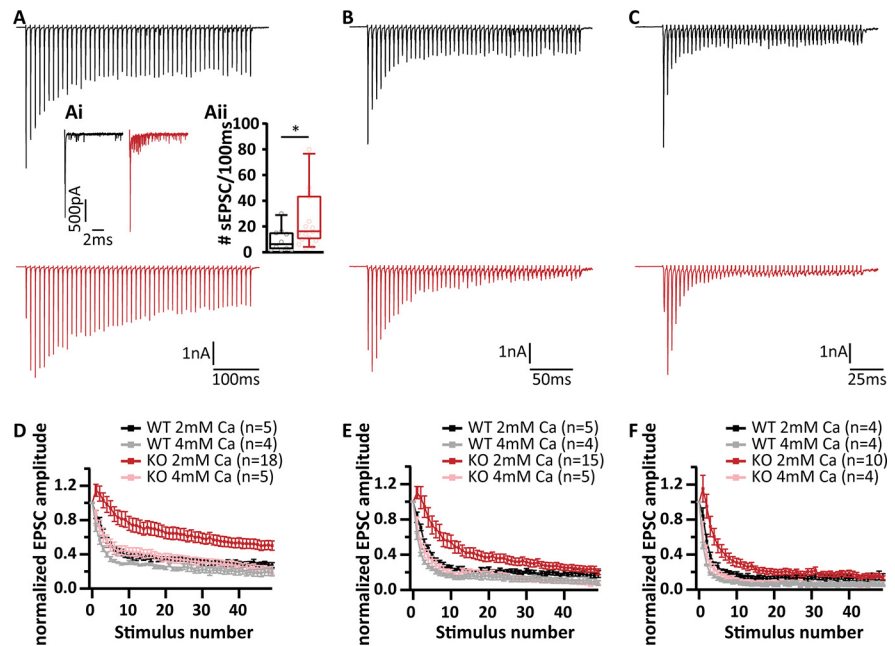 A
B
C
Ai
Aii
500pA
2ms
# sEPSC/100ms
100
80
60
40
20
0
*
1nA
100ms
1nA
50ms
1nA
25ms
D
WT 2mM Ca (n=5)
WT 4mM Ca (n=4)
KO 2mM Ca (n=18)
KO 4mM Ca (n=5)
normalized EPSC amplitude
1.2
0.8
0.4
0.0
0
10
20
30
40
Stimulus number
E
WT 2mM Ca (n=5)
WT 4mM Ca (n=4)
KO 2mM Ca (n=15)
KO 4mM Ca (n=5)
normalized EPSC amplitude
1.2
0.8
0.4
0.0
0
10
20
30
40
Stimulus number
F
WT 2mM Ca (n=4)
WT 4mM Ca (n=4)
KO 2mM Ca (n=10)
KO 4mM Ca (n=4)
normalized EPSC amplitude
1.2
0.8
0.4
0.0
0
10
20
30
40
Stimulus number